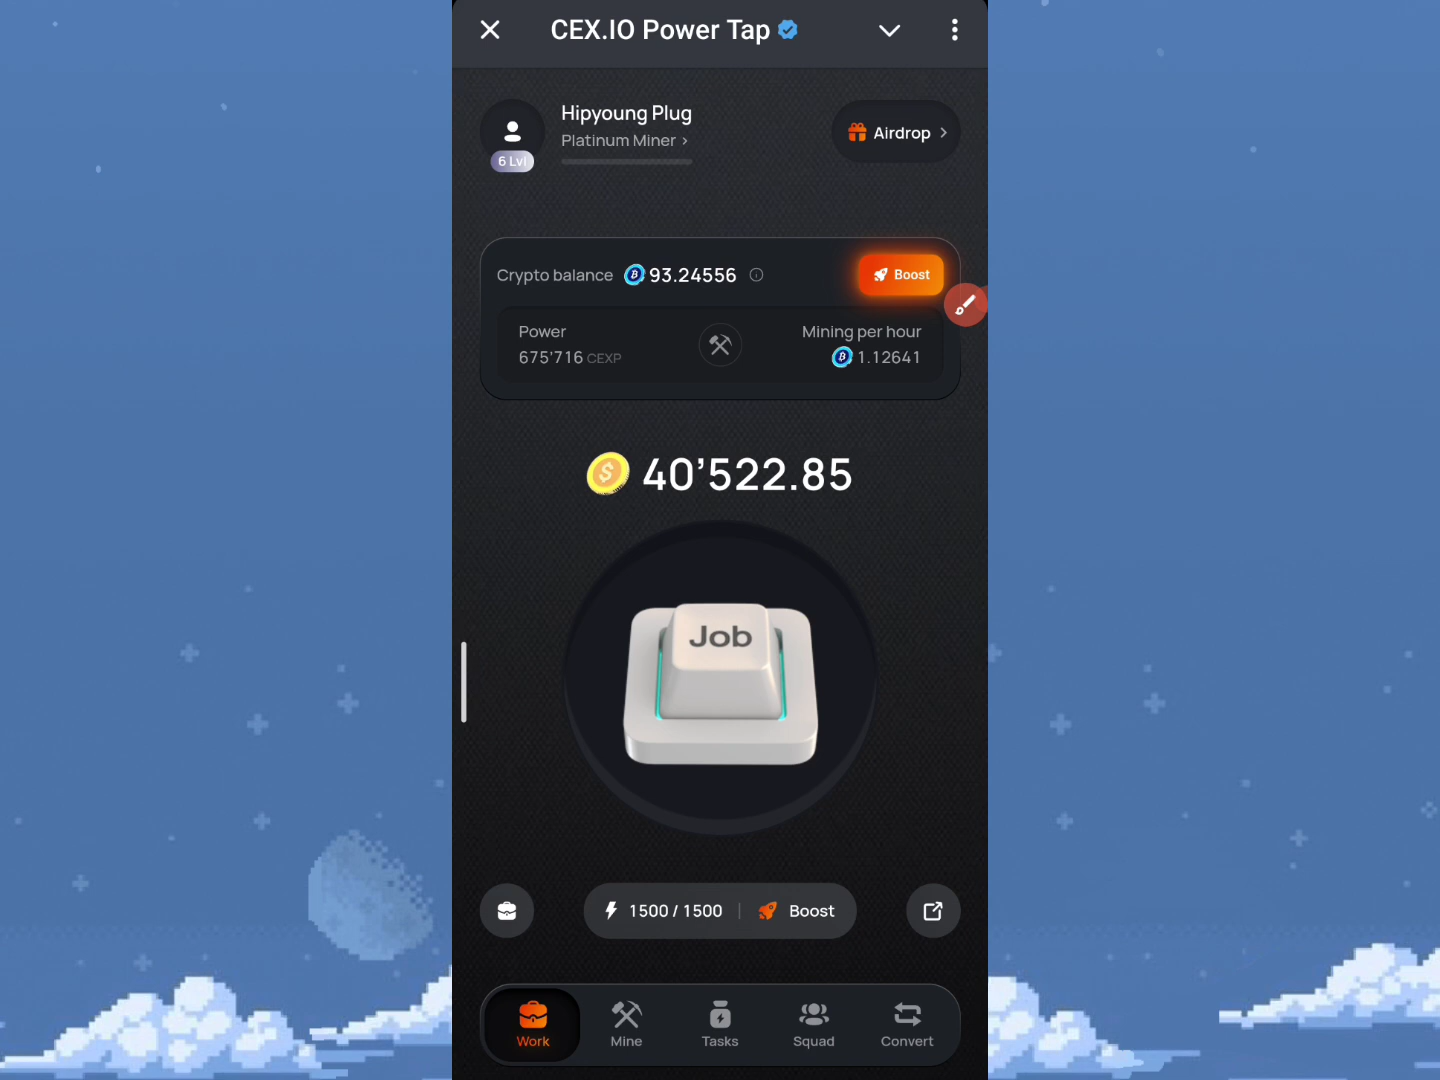 CEX.IO Power Tap
Hipyoung Plug
Platinum Miner >
6 Lvl
Airdrop >
Crypto balance 93.24556
Boost
Power
675'716 CEXP
Mining per hour
1.12641
40'522.85
Job
1500 / 1500 | Boost
Work
Mine
Tasks
Squad
Convert